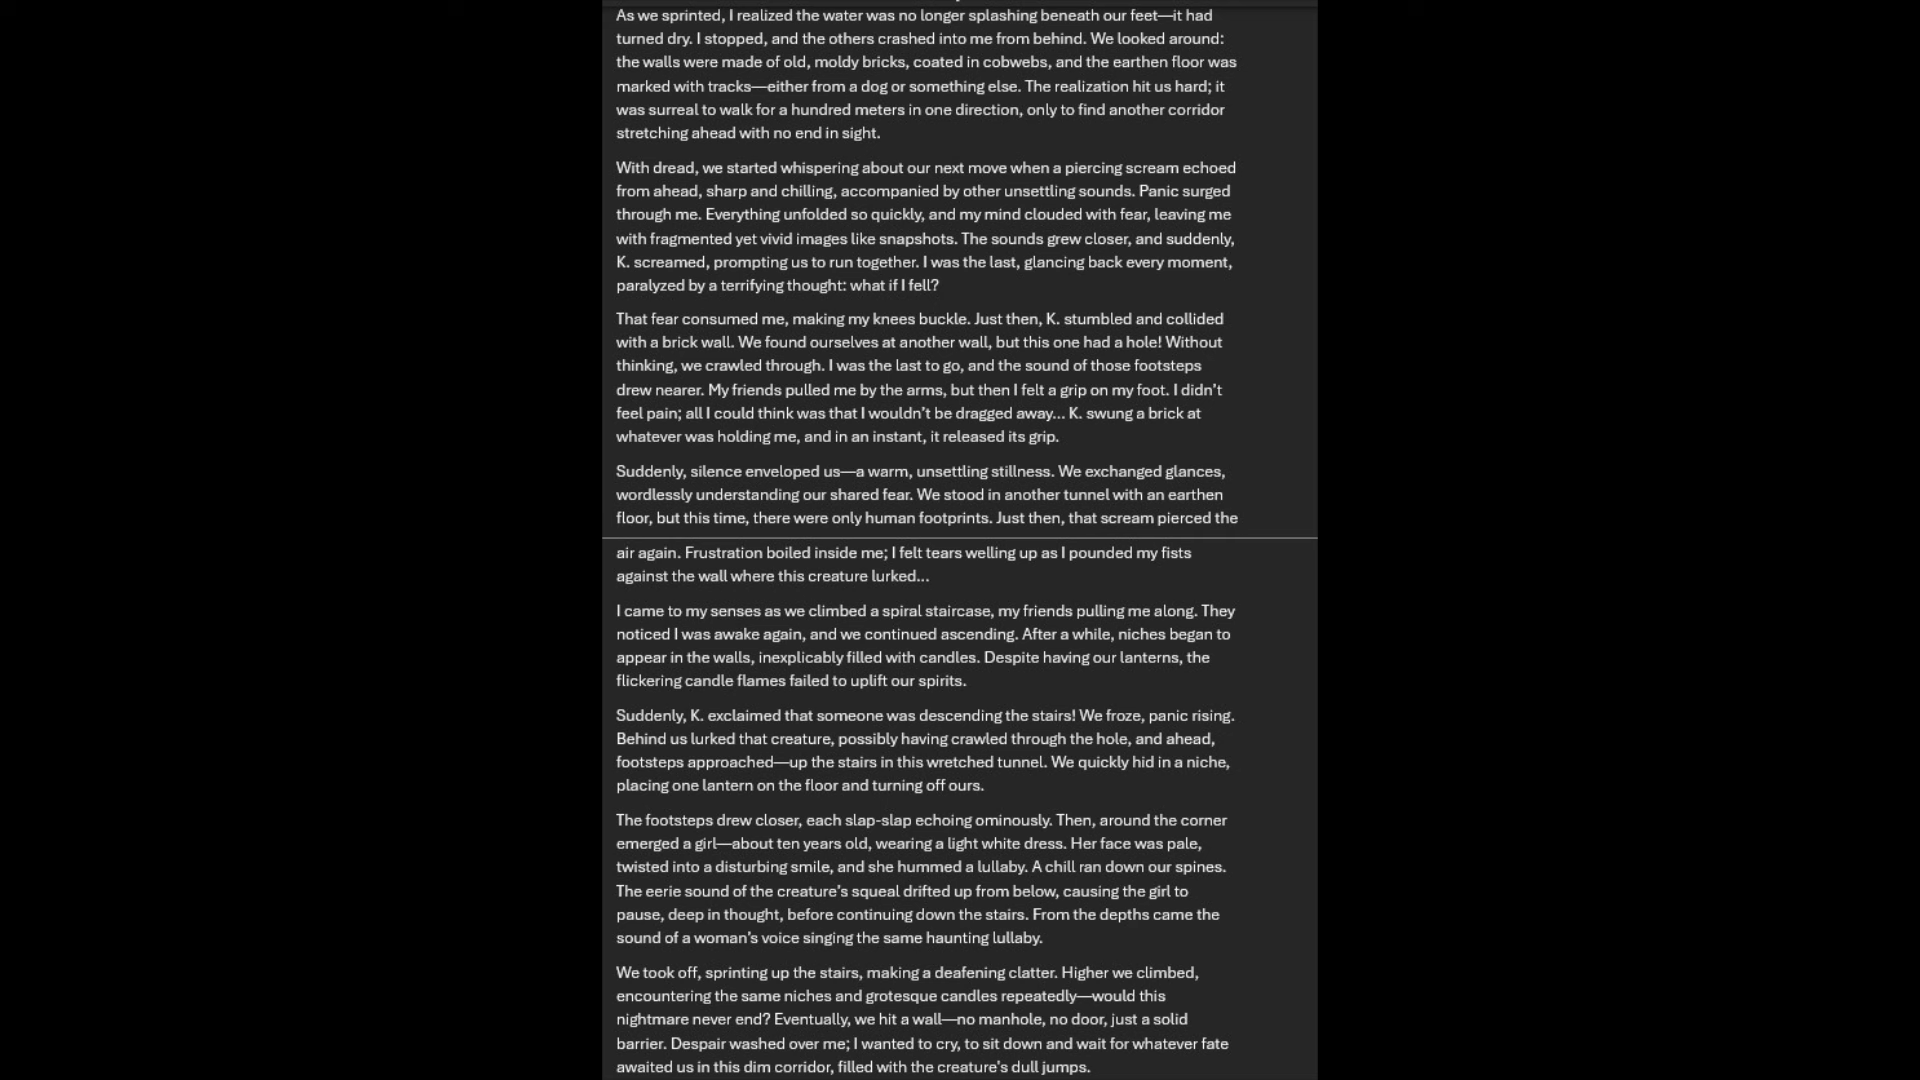 As we sprinted, I realized the water was no longer splashing beneath our feet—it had
turned dry. I stopped, and the others crashed into me from behind. We looked around:
the walls were made of old, moldy bricks, coated in cobwebs, and the earthen floor was
marked with tracks—either from a dog or something else. The realization hit us hard; it
was surreal to walk for a hundred meters in one direction, only to find another corridor
stretching ahead with no end in sight.
With dread, we started whispering about our next move when a piercing scream echoed
from ahead, sharp and chilling, accompanied by other unsettling sounds. Panic surged
through me. Everything unfolded so quickly, and my mind clouded with fear, leaving me
with fragmented yet vivid images like snapshots. The sounds grew closer, and suddenly,
K. screamed, prompting us to run together. I was the last, glancing back every moment,
paralyzed by a terrifying thought: what if I fell?
That fear consumed me, making my knees buckle. Just then, K. stumbled and collided
with a brick wall. We found ourselves at another wall, but this one had a hole! Without
thinking, we crawled through. I was the last to go, and the sound of those footsteps
drew nearer. My friends pulled me by the arms, but then I felt a grip on my foot. I didn't
feel pain; all I could think was that I wouldn't be dragged away... K. swung a brick at
whatever was holding me, and in an instant, it released its grip.
Suddenly, silence enveloped us—a warm, unsettling stillness. We exchanged glances,
wordlessly understanding our shared fear. We stood in another tunnel with an earthen
floor, but this time, there were only human footprints. Just then, that scream pierced the
air again. Frustration boiled inside me; I felt tears welling up as I pounded my fists
against the wall where this creature lurked...
I came to my senses as we climbed a spiral staircase, my friends pulling me along. They
noticed I was awake again, and we continued ascending. After a while, niches began to
appear in the walls, inexplicably filled with candles. Despite having our lanterns, the
flickering candle flames failed to uplift our spirits.
Suddenly, K. exclaimed that someone was descending the stairs! We froze, panic rising.
Behind us lurked that creature, possibly having crawled through the hole, and ahead,
footsteps approached—up the stairs in this wretched tunnel. We quickly hid in a niche,
placing one lantern on the floor and turning off ours.
The footsteps drew closer, each slap-slap echoing ominously. Then, around the corner
emerged a girl—about ten years old, wearing a light white dress. Her face was pale,
twisted into a disturbing smile, and she hummed a lullaby. A chill ran down our spines.
The eerie sound of the creature's squeal drifted up from below, causing the girl to
pause, deep in thought, before continuing down the stairs. From the depths came the
sound of a woman's voice singing the same haunting lullaby.
We took off, sprinting up the stairs, making a deafening clatter. Higher we climbed,
encountering the same niches and grotesque candles repeatedly—would this
nightmare never end? Eventually, we hit a wall—no manhole, no door, just a solid
barrier. Despair washed over me; I wanted to cry, to sit down and wait for whatever fate
awaited us in this dim corridor, filled with the creature's dull jumps.